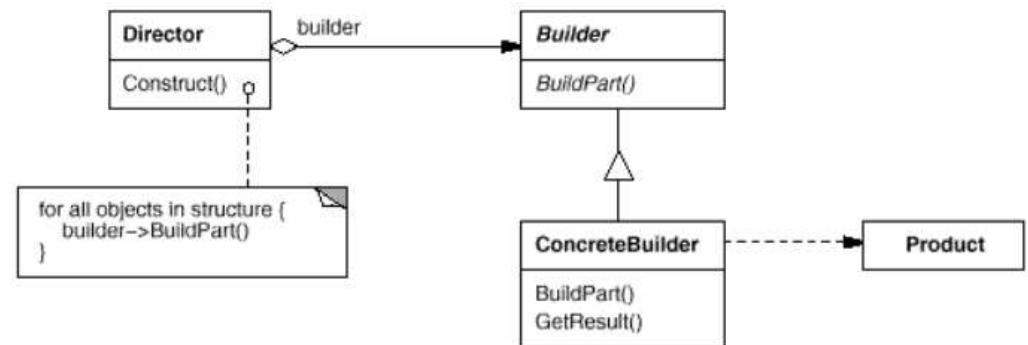 Director
builder
Builder
Construct()
BuildPart()
for all objects in structure {
builder->BuildPart()
}
ConcreteBuilder
Product
BuildPart()
GetResult()